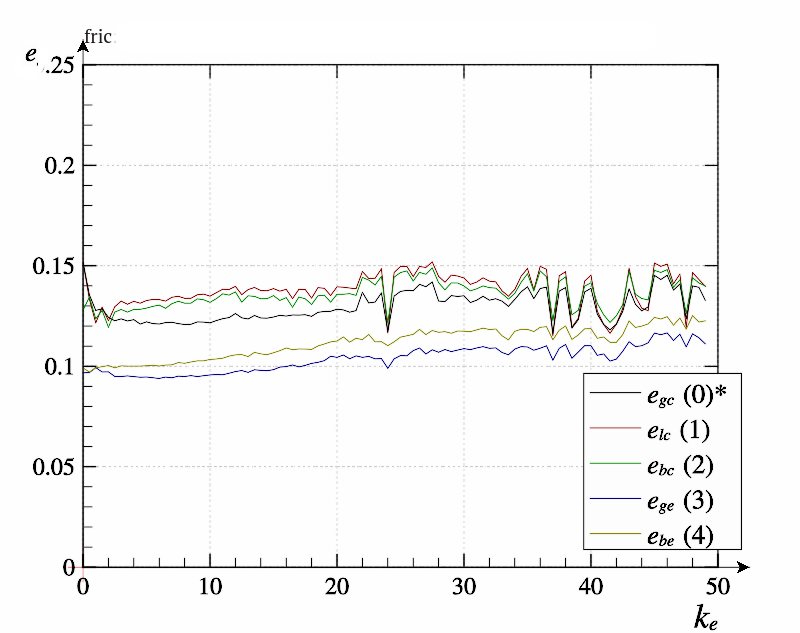 fric
e
.25
0.2
0.15
0.1
0.05
0
0 10 20 30 40 50
k_e
e_gc (0)*
e_lc (1)
e_bc (2)
e_ge (3)
e_be (4)